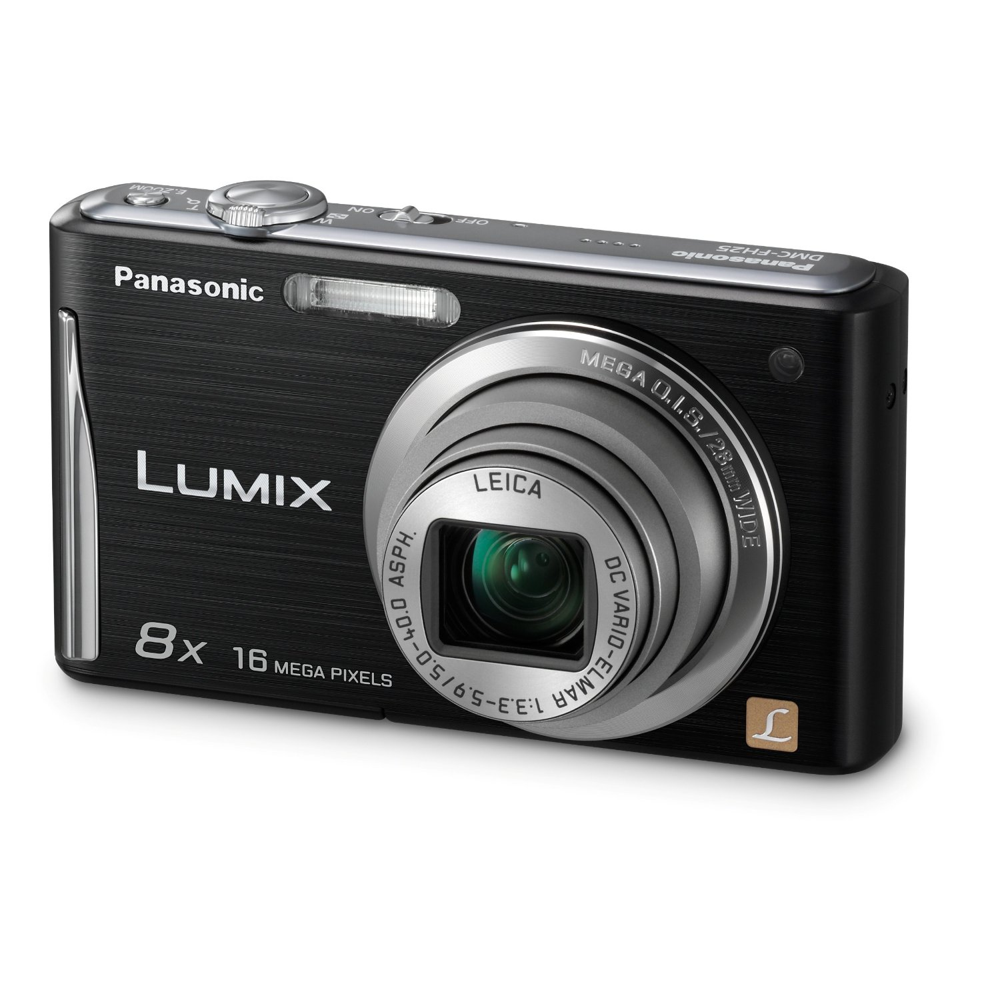 E.ZOOM
T
W
ON
OFF
Panasonic
DMC-FH25
Panasonic
MEGA O.I.S./28mm WIDE
LUMIX
LEICA
DC VARIO-ELMAR 1:3.3-5.9/5.0-40.0 ASPH.
8X
16 MEGA PIXELS
L